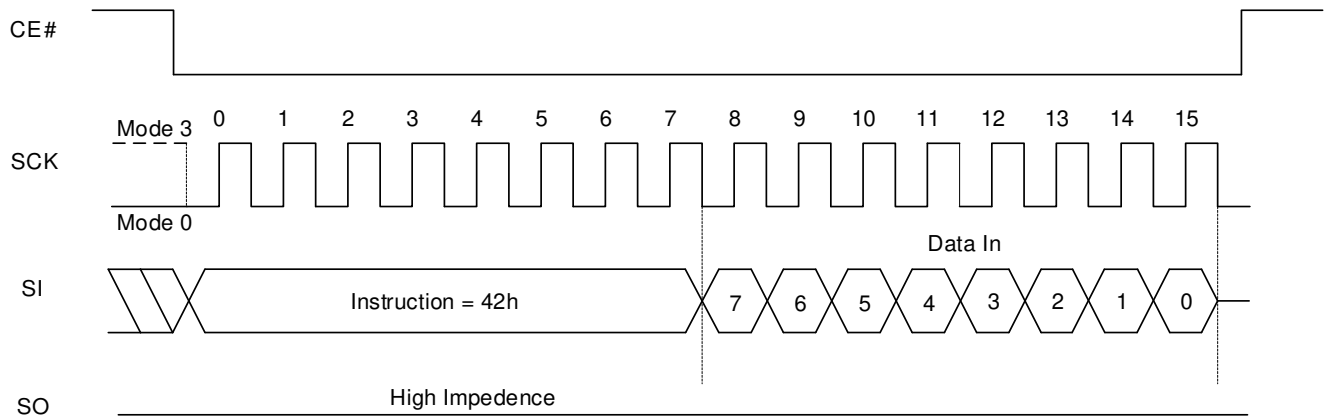 CE#
Mode 3
0 1 2 3 4 5 6 7 8 9 10 11 12 13 14 15
SCK
Mode 0
Data In
SI
Instruction = 42h
7 6 5 4 3 2 1 0
High Impedence
SO